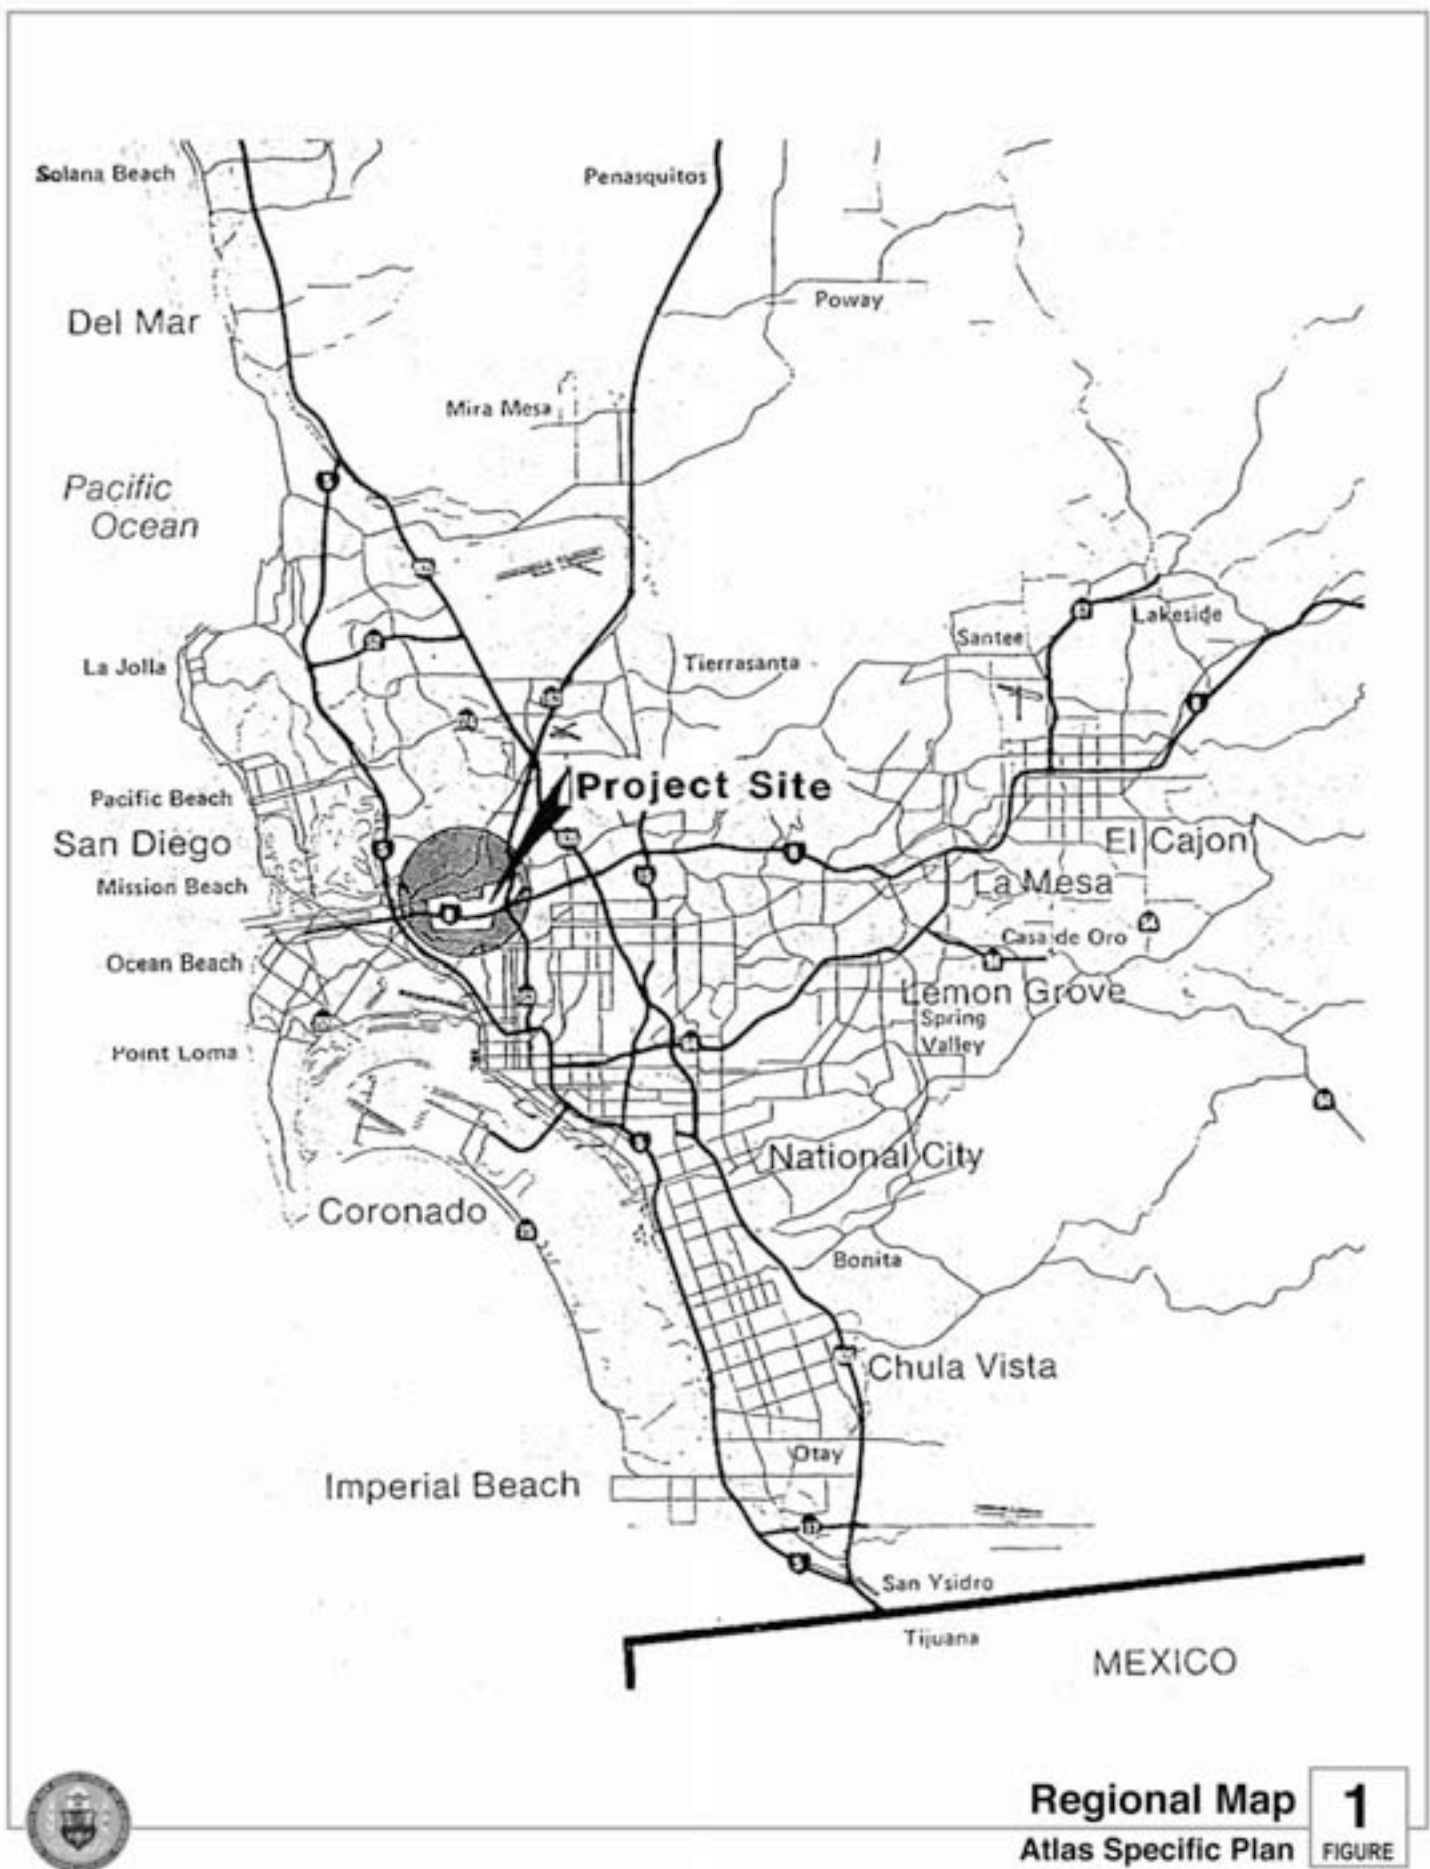 Solana Beach
Penasquitos
Del Mar
Poway
Mira Mesa
Pacific
Ocean
Lakeside
Santee
La Jolla
Tierrasanta
Project Site
Pacific Beach
San Diego
El Cajon
Mission Beach
La Mesa
Casa de Oro
Ocean Beach
Lemon Grove
Spring
Valley
Point Loma
National City
Coronado
Bonita
Chula Vista
Otay
Imperial Beach
San Ysidro
Tijuana
MEXICO
Regional Map
Atlas Specific Plan
1
FIGURE